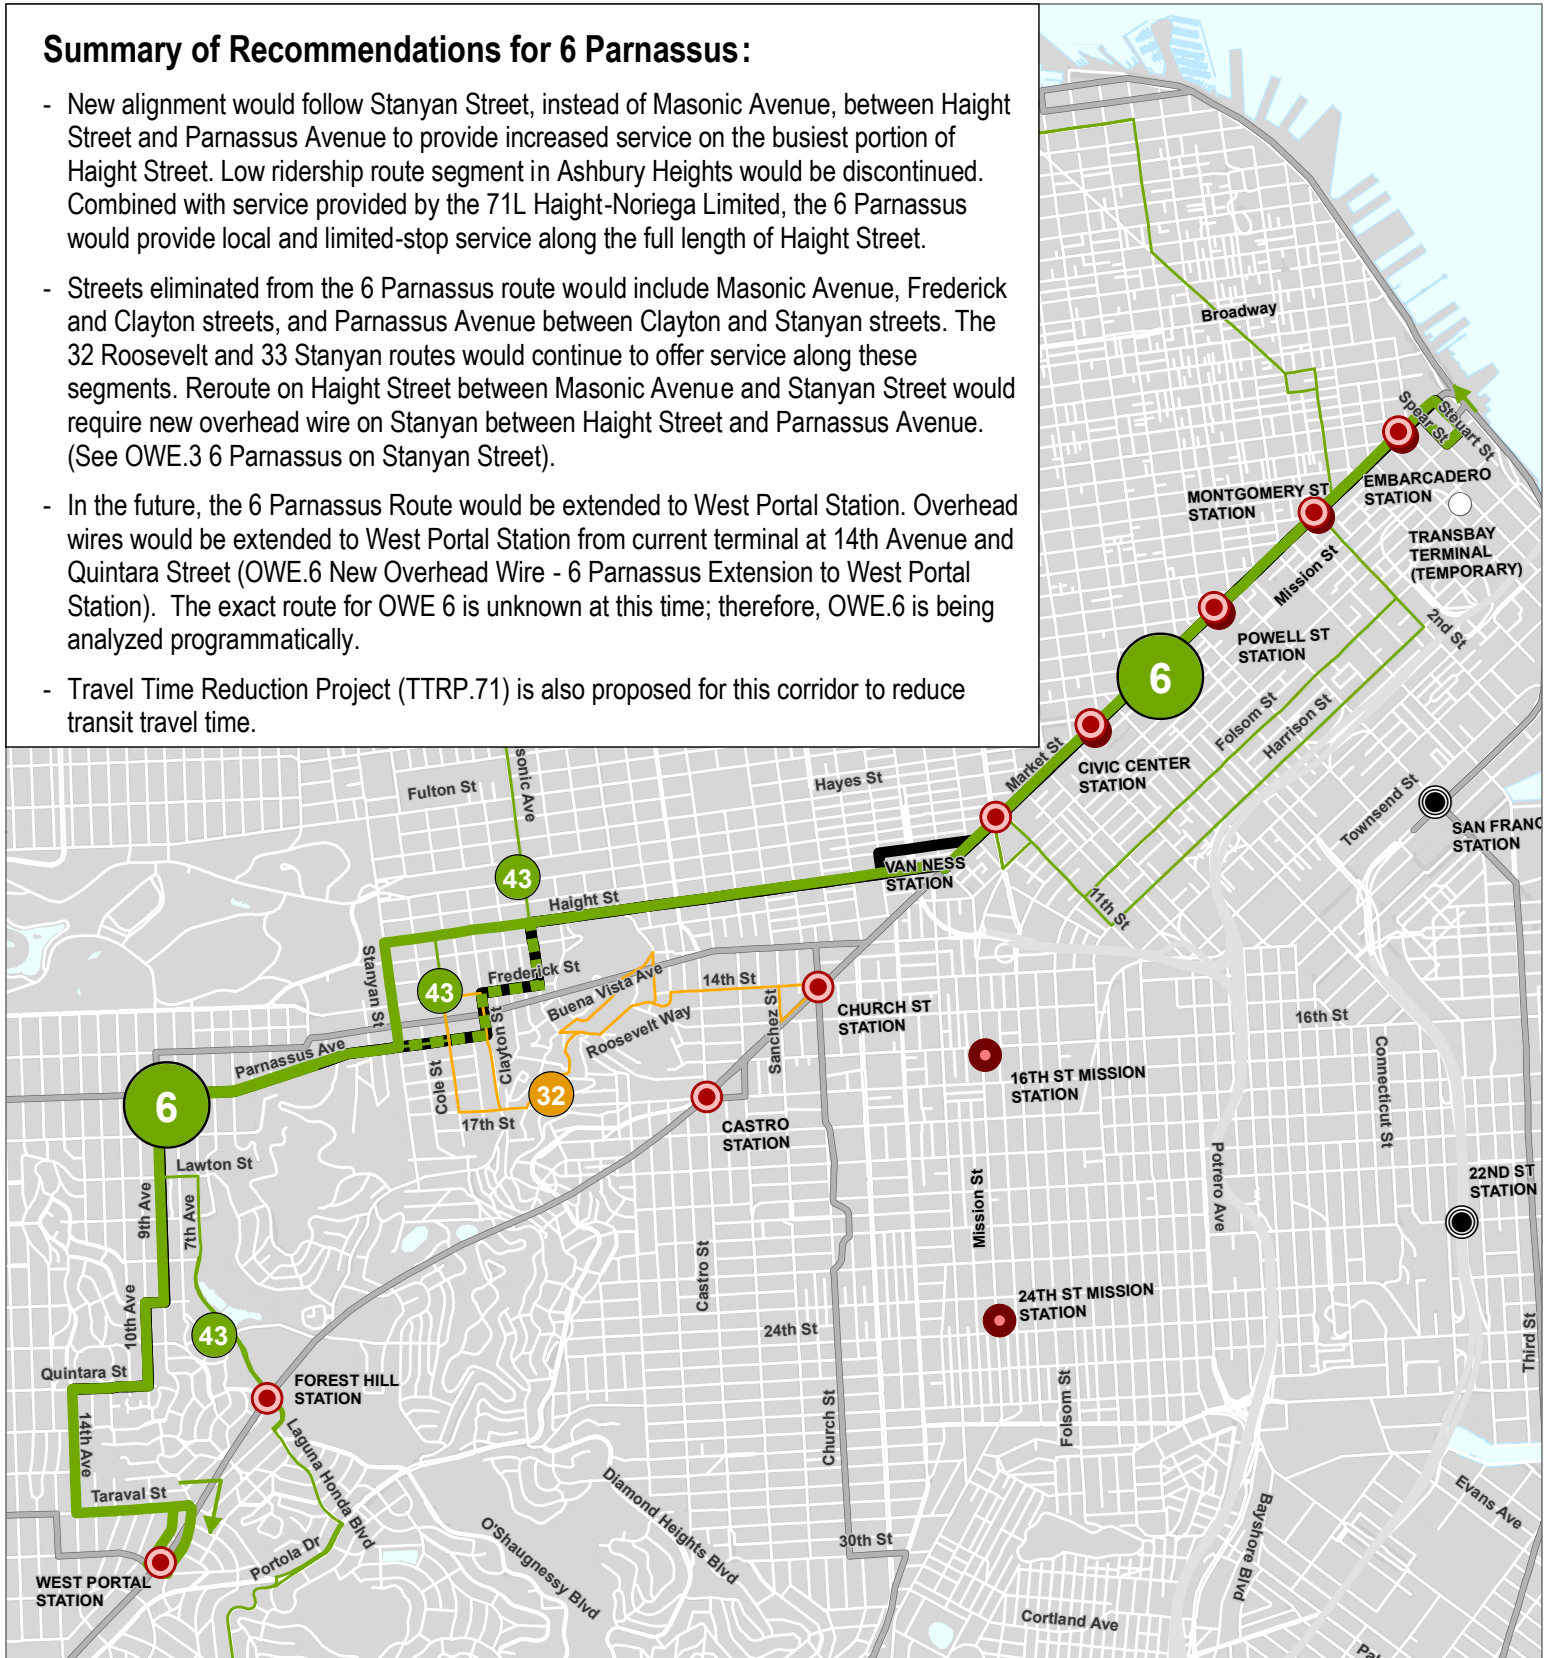 Summary of Recommendations for 6 Parnassus:
- New alignment would follow Stanyan Street, instead of Masonic Avenue, between Haight
Street and Parnassus Avenue to provide increased service on the busiest portion of
Haight Street. Low ridership route segment in Ashbury Heights would be discontinued.
Combined with service provided by the 71L Haight-Noriega Limited, the 6 Parnassus
would provide local and limited-stop service along the full length of Haight Street.
- Streets eliminated from the 6 Parnassus route would include Masonic Avenue, Frederick
and Clayton streets, and Parnassus Avenue between Clayton and Stanyan streets. The
32 Roosevelt and 33 Stanyan routes would continue to offer service along these
segments. Reroute on Haight Street between Masonic Avenue and Stanyan Street would
require new overhead wire on Stanyan between Haight Street and Parnassus Avenue.
(See OWE.3 6 Parnassus on Stanyan Street).
- In the future, the 6 Parnassus Route would be extended to West Portal Station. Overhead
wires would be extended to West Portal Station from current terminal at 14th Avenue and
Quintara Street (OWE.6 New Overhead Wire - 6 Parnassus Extension to West Portal
Station). The exact route for OWE 6 is unknown at this time; therefore, OWE.6 is being
analyzed programmatically.
- Travel Time Reduction Project (TTRP.71) is also proposed for this corridor to reduce
transit travel time.
Broadway
Spear St
Steuart St
EMBARCADERO
STATION
MONTGOMERY ST
STATION
TRANSBAY
TERMINAL
(TEMPORARY)
Mission St
2nd St
POWELL ST
STATION
6
Folsom St
Harrison St
Market St
CIVIC CENTER
STATION
Townsend St
SAN FRANC
STATION
sonic Ave
Fulton St
Hayes St
43
VAN NESS
STATION
11th St
Haight St
Stanyan St
Frederick St
43
Buena Vista Ave
14th St
Sanchez St
CHURCH ST
STATION
16th St
Clayton St
Roosevelt Way
Parnassus Ave
Cole St
Connecticut St
16TH ST MISSION
STATION
6
32
17th St
CASTRO
STATION
Lawton St
9th Ave
7th Ave
Mission St
Potrero Ave
22ND ST
STATION
Castro St
10th Ave
43
24TH ST MISSION
STATION
24th St
Third St
Quintara St
FOREST HILL
STATION
14th Ave
Laguna Honda Blvd
Church St
Folsom St
Taraval St
Diamond Heights Blvd
O'Shaugnessy Blvd
Evans Ave
Bayshore Blvd
Portola Dr
30th St
WEST PORTAL
STATION
Cortland Ave